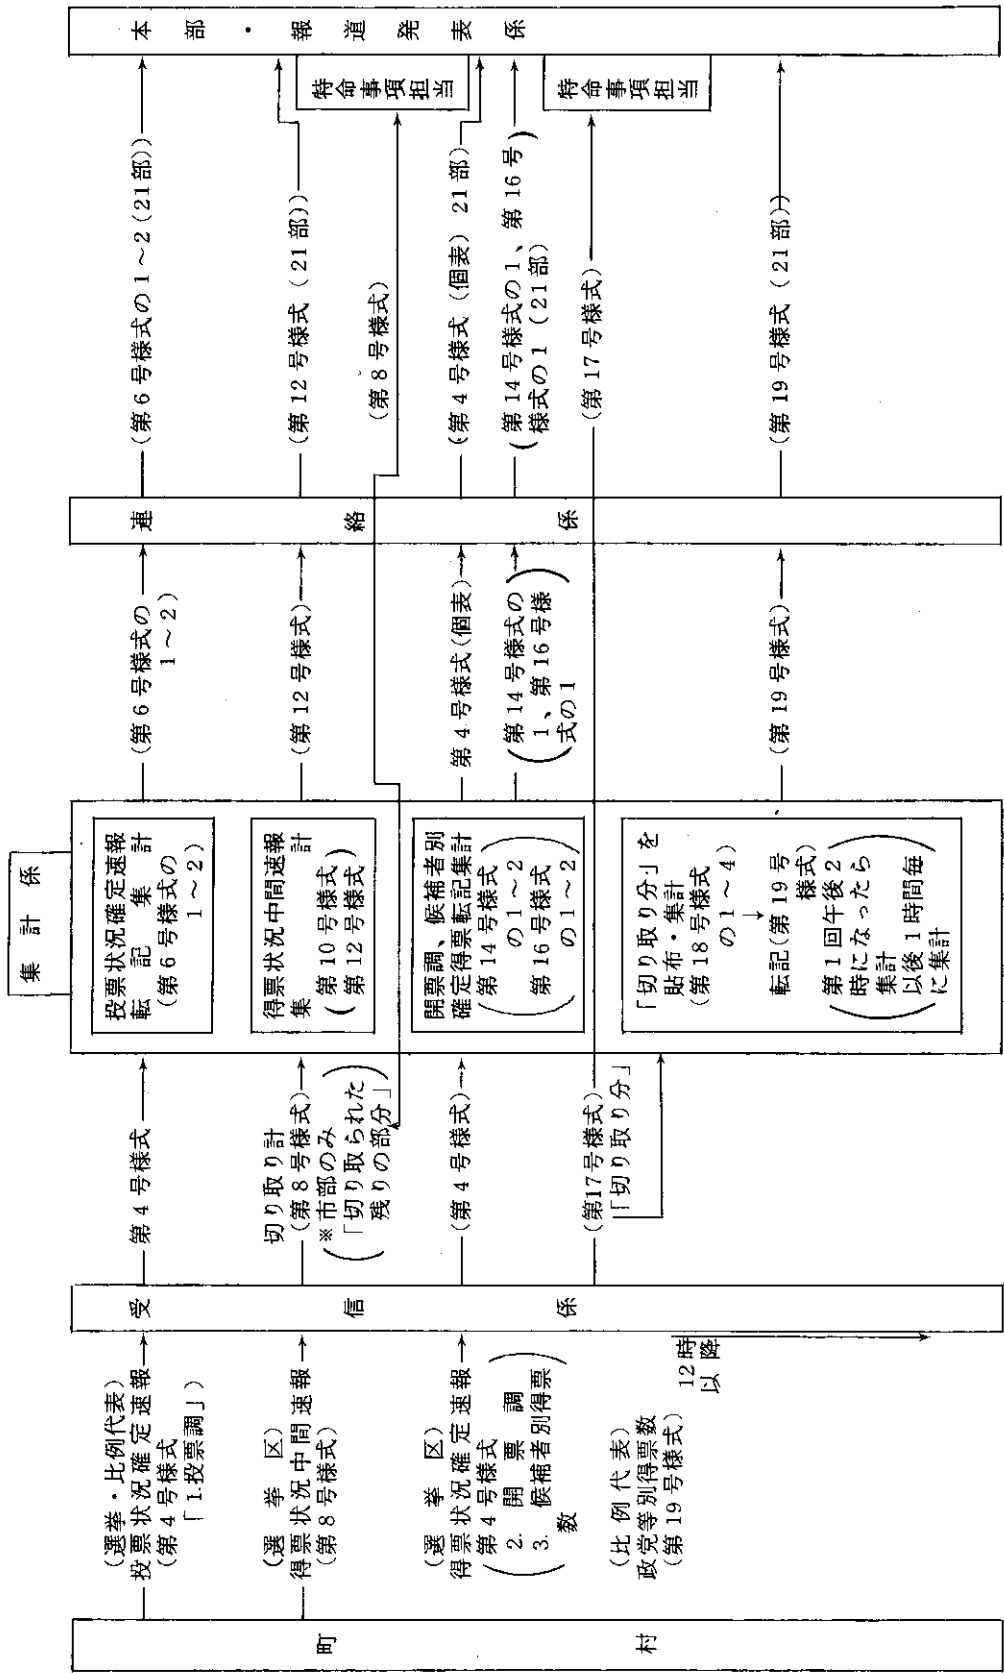 集計係
町村
(選挙・比例代表)
投票状況確定速報
(第4号様式
「1.投票調」)
(選挙区)
得票状況中間速報
(第8号様式)
(選挙区)
得票状況確定速報
(第4号様式
2.開票調
3.候補者別得票
数)
(比例代表)
政党等別得票数
(第19号様式)
受信係
12時
以降
第4号様式
切り取り計
(第8号様式)
(※市部のみ
「切り取られた
残りの部分」)
(第4号様式)
(第17号様式)
「切り取り分」
投票状況確定速報
転記集計
(第6号様式の
1〜2)
得票状況中間速報
集計
(第10号様式
第12号様式)
開票調、候補者別
確定得票転記集計
(第14号様式
の1〜2
第16号様式
の1〜2)
「切り取り分」を
貼布・集計
(第18号様式
の1〜4)
↓
転記(第19号
様式)
(第1回午後2
時になったら
集計
以後1時間毎
に集計)
(第6号様式の
1〜2)
(第12号様式)
第4号様式(個表)
(第14号様式の
1、第16号様
式の1)
(第19号様式)
連絡係
(第6号様式の1〜2(21部))
(第12号様式(21部))
(第8号様式)
(第4号様式(個表)21部)
(第14号様式の1、第16号
様式の1(21部))
(第17号様式)
(第19号様式(21部))
本部・報道発表係
特命事項
担当
特命事項
担当